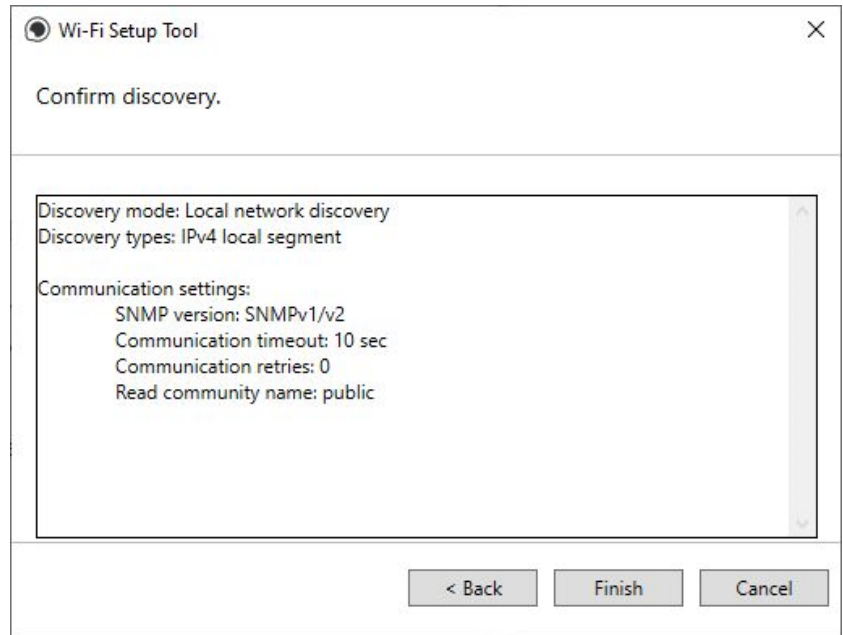 Wi-Fi Setup Tool
Confirm discovery.
Discovery mode: Local network discovery
Discovery types: IPv4 local segment
Communication settings:
SNMP version: SNMPv1/v2
Communication timeout: 10 sec
Communication retries: 0
Read community name: public
< Back
Finish
Cancel